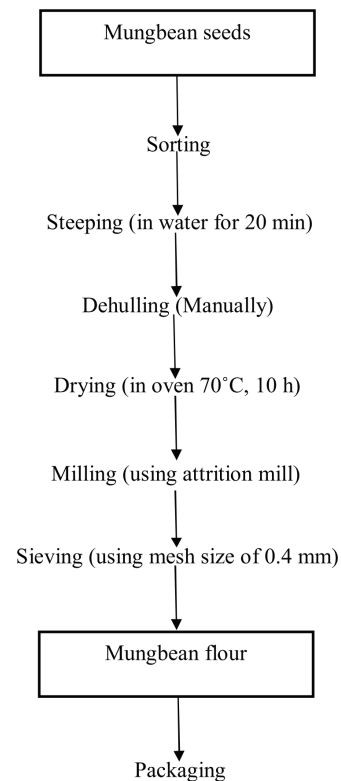 Mungbean seeds
Sorting
Steeping (in water for 20 min)
Dehulling (Manually)
Drying (in oven 70˚C, 10 h)
Milling (using attrition mill)
Sieving (using mesh size of 0.4 mm)
Mungbean flour
Packaging